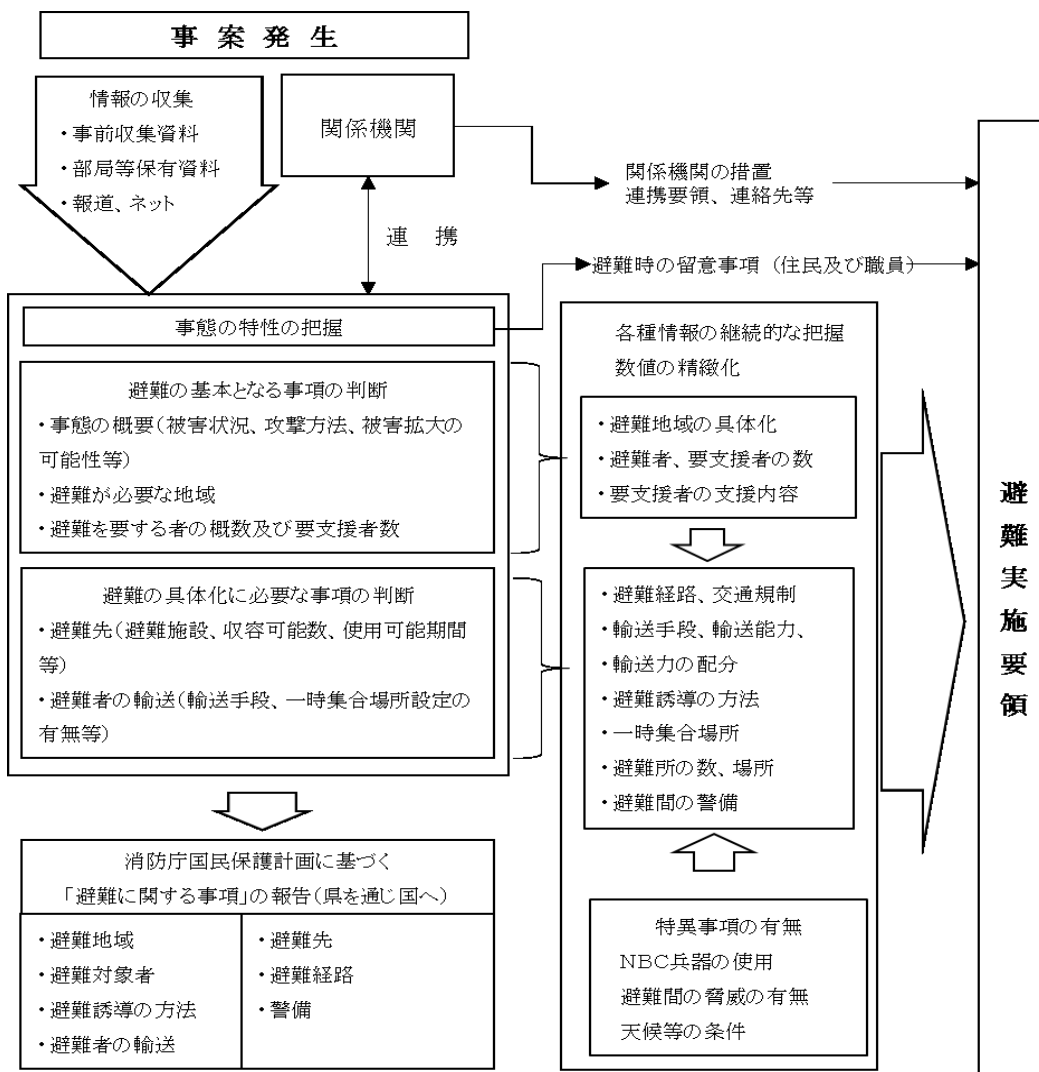 事 案 発 生
情報の収集
・事前収集資料
・部局等保有資料
・報道、ネット
関係機関
連 携
関係機関の措置
連携要領、連絡先等
避難時の留意事項（住民及び職員）
事態の特性の把握
避難の基本となる事項の判断
・事態の概要（被害状況、攻撃方法、被害拡大の
可能性等）
・避難が必要な地域
・避難を要する者の概数及び要支援者数
避難の具体化に必要な事項の判断
・避難先（避難施設、収容可能数、使用可能期間
等）
・避難者の輸送（輸送手段、一時集合場所設定の
有無等）
消防庁国民保護計画に基づく
「避難に関する事項」の報告（県を通じ国へ）
・避難地域
・避難対象者
・避難誘導の方法
・避難者の輸送
・避難先
・避難経路
・警備
各種情報の継続的な把握
数値の精緻化
・避難地域の具体化
・避難者、要支援者の数
・要支援者の支援内容
・避難経路、交通規制
・輸送手段、輸送能力、
・輸送力の配分
・避難誘導の方法
・一時集合場所
・避難所の数、場所
・避難間の警備
特異事項の有無
NBC兵器の使用
避難間の脅威の有無
天候等の条件
避難実施要領